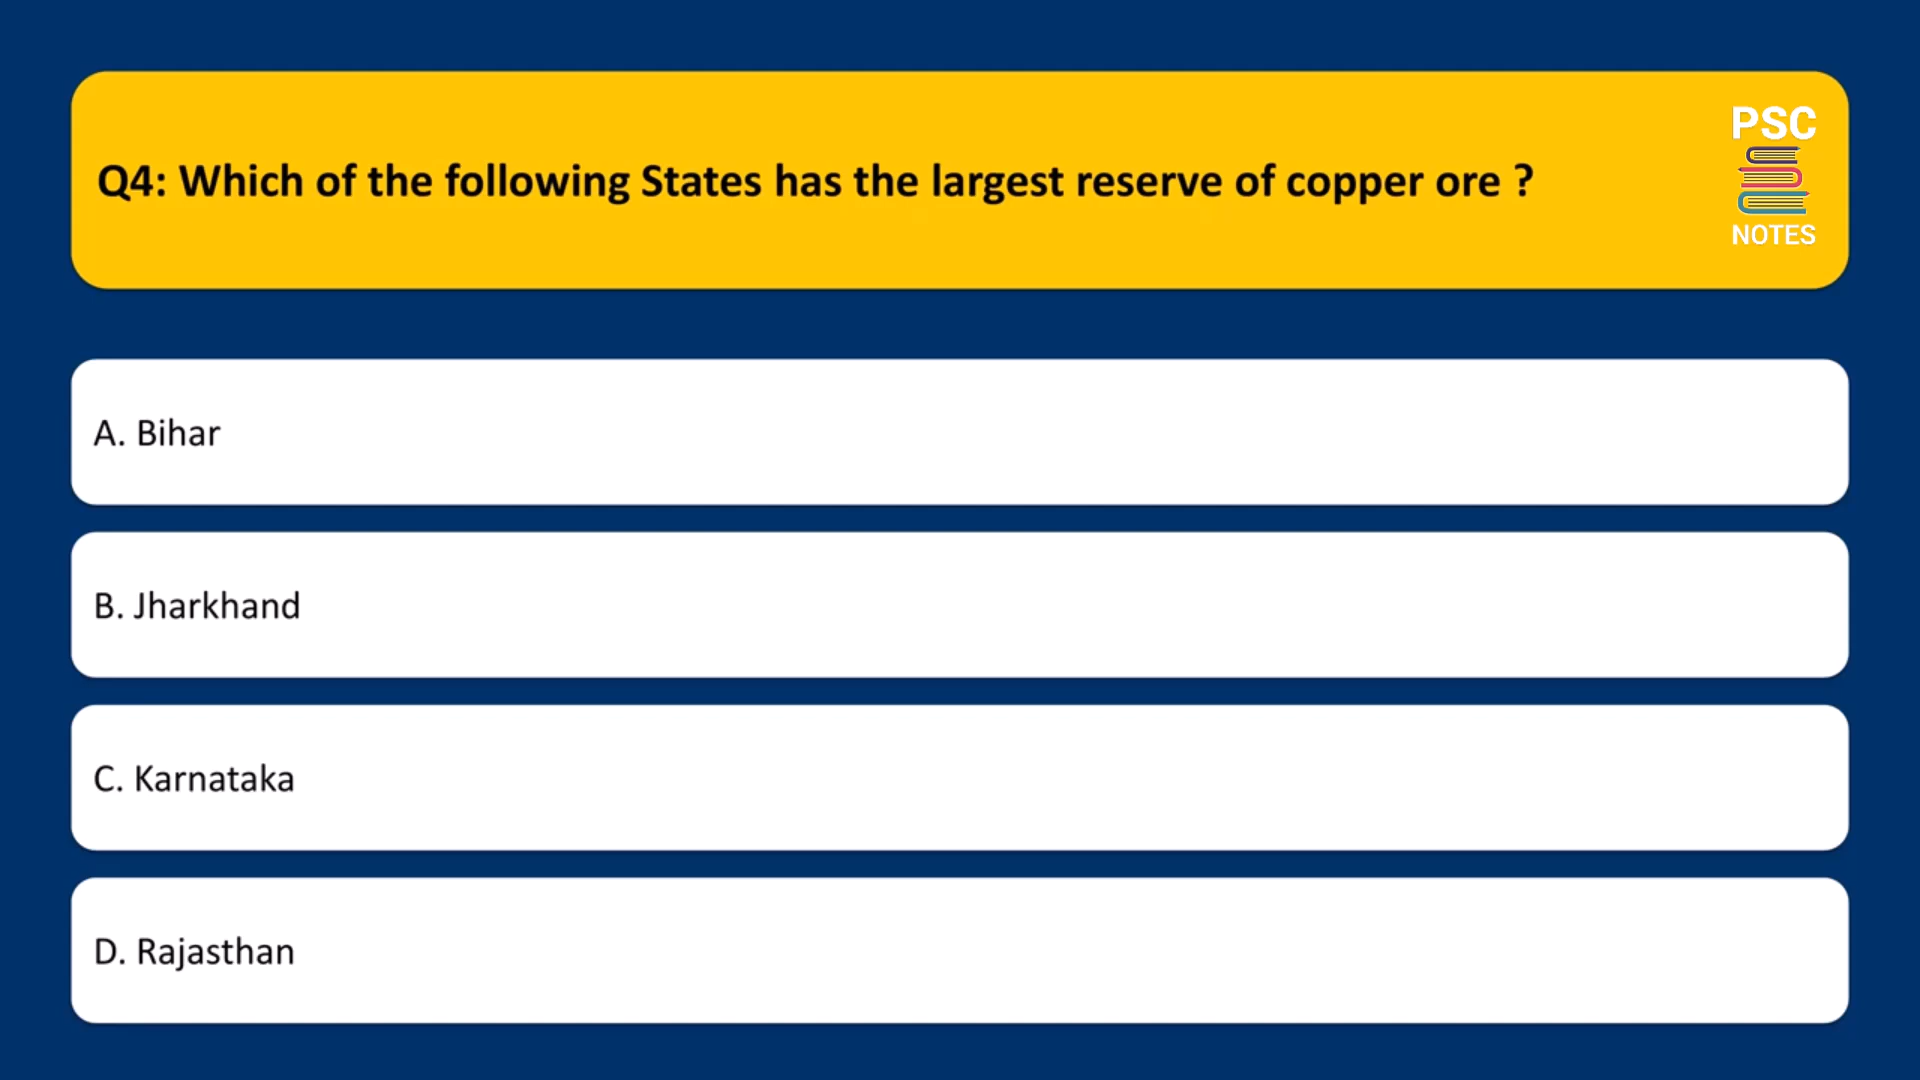 PSC
NOTES
Q4: Which of the following States has the largest reserve of copper ore ?
A. Bihar
B. Jharkhand
C. Karnataka
D. Rajasthan